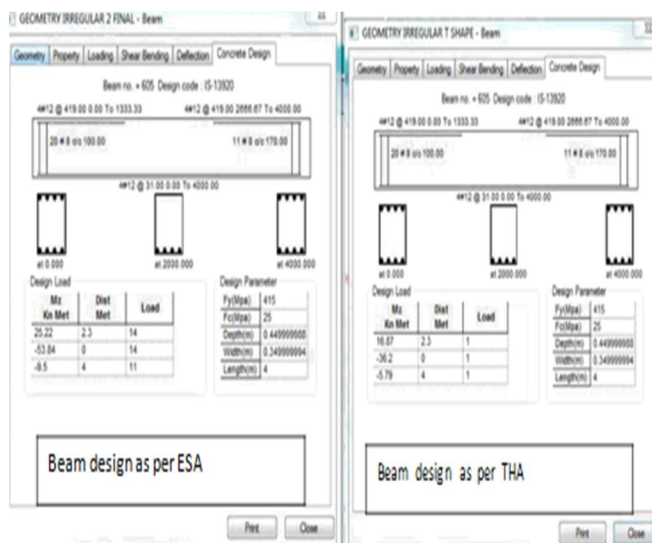 GEOMETRY IRREGULAR 2 FINAL - Beam
Geometry Property Loading Shear Bending Deflection Concrete Design
Beam no. = 605 Design code : IS-13920
4#12 @ 419.00 0.00 To 1333.33 4#12 @ 419.00 2666.67 To 4000.00
20 # 8 c/c 100.00 11 # 8 c/c 170.00
4#12 @ 31.00 0.00 To 4000.00
at 0.000 at 2000.000 at 4000.000
Design Load Design Parameter
Mz Dist Load
Kn Met Met
25.22 2.3 14
-53.84 0 14
-9.5 4 11
Fy(Mpa) 415
Fc(Mpa) 25
Depth(m) 0.449999988
Width(m) 0.349999994
Length(m) 4
Beam design as per ESA
Print Close
GEOMETRY IRREGULAR T SHAPE - Beam
Geometry Property Loading Shear Bending Deflection Concrete Design
Beam no. = 605 Design code : IS-13920
4#12 @ 419.00 0.00 To 1333.33 4#12 @ 419.00 2666.67 To 4000.00
20 # 8 c/c 100.00 11 # 8 c/c 170.00
4#12 @ 31.00 0.00 To 4000.00
at 0.000 at 2000.000 at 4000.000
Design Load Design Parameter
Mz Dist Load
Kn Met Met
16.87 2.3 1
-36.2 0 1
-5.79 4 1
Fy(Mpa) 415
Fc(Mpa) 25
Depth(m) 0.449999988
Width(m) 0.349999994
Length(m) 4
Beam design as per THA
Print Close